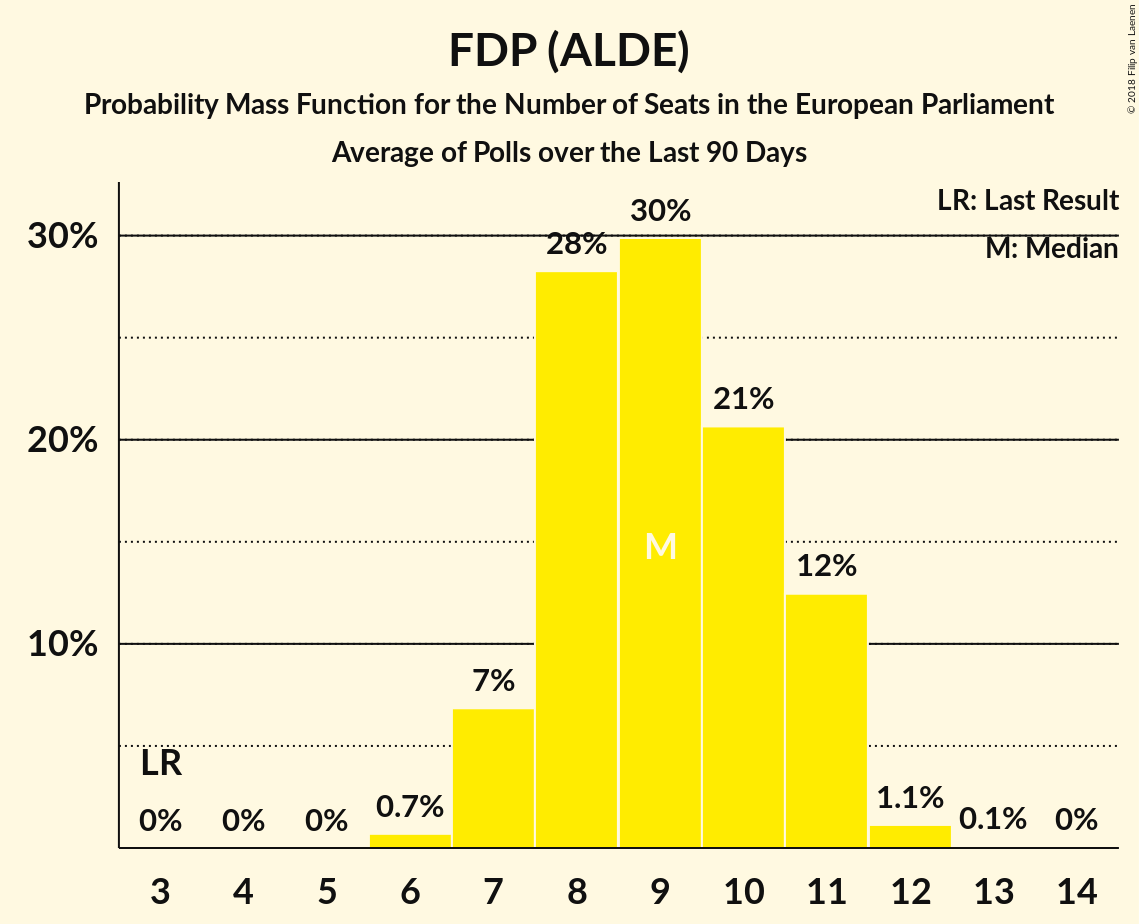 FDP (ALDE)
Probability Mass Function for the Number of Seats in the European Parliament
Average of Polls over the Last 90 Days
© 2018 Filip van Laenen
LR: Last Result
M: Median
30%
20%
10%
LR
0%
0%
0%
0.7%
7%
28%
30%
M
21%
12%
1.1%
0.1%
0%
3 4 5 6 7 8 9 10 11 12 13 14